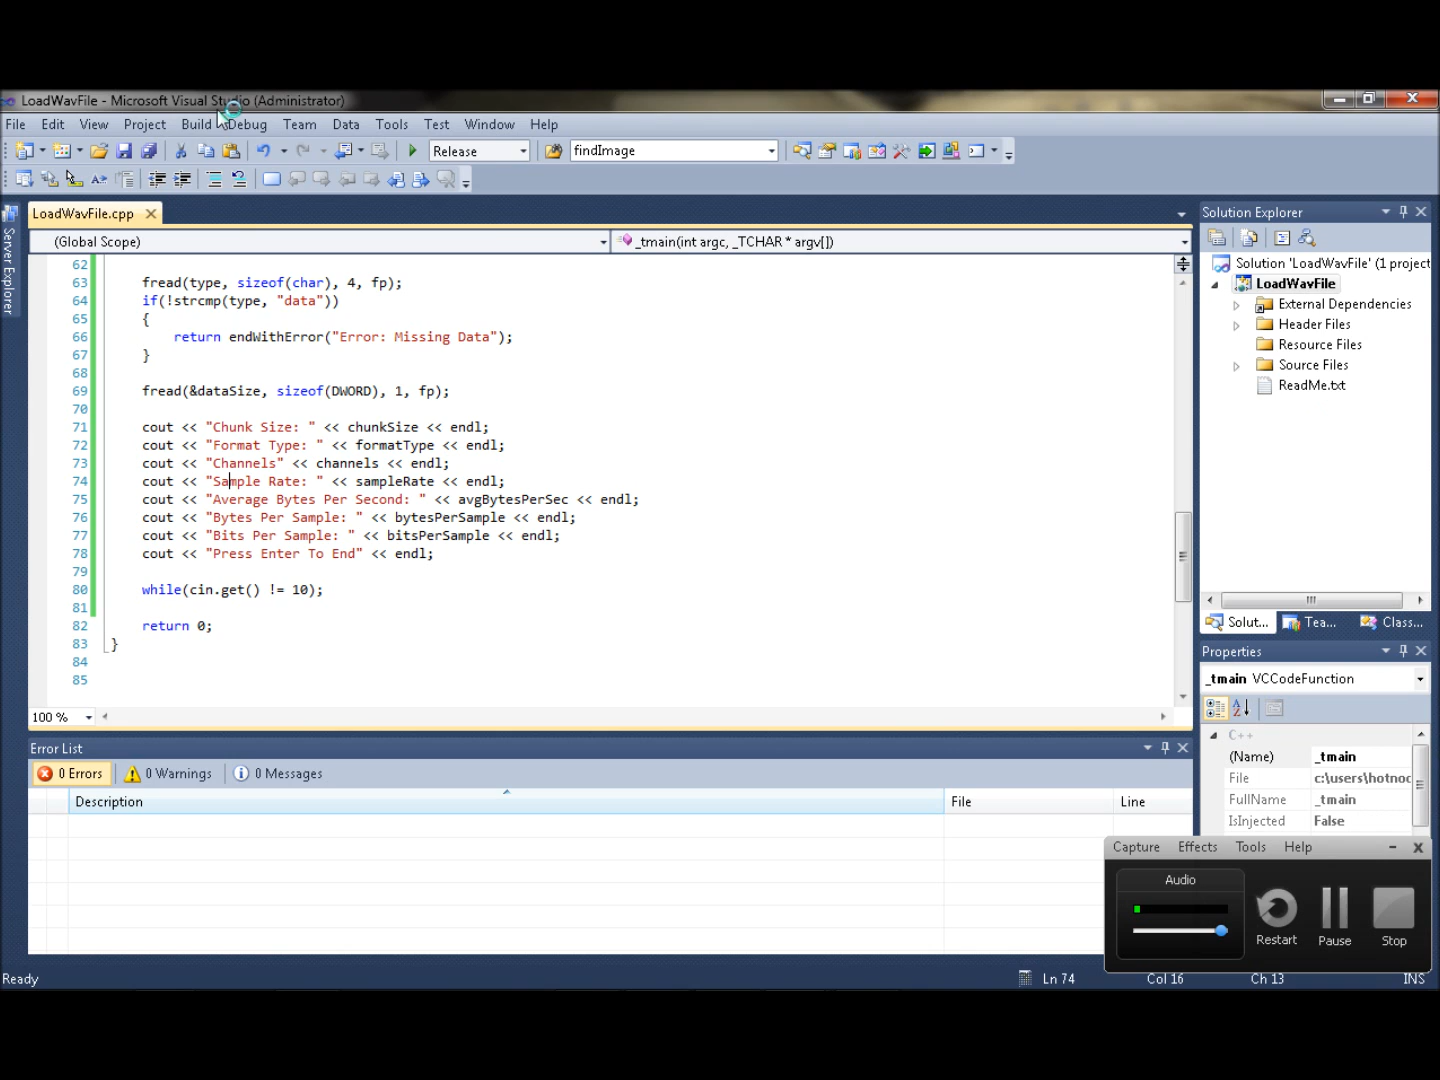 LoadWavFile - Microsoft Visual Studio (Administrator)
File Edit View Project Build Debug Team Data Tools Test Window Help
Release findImage
Server Explorer
LoadWavFile.cpp
(Global Scope) _tmain(int argc, _TCHAR * argv[])
62
63 fread(type, sizeof(char), 4, fp);
64 if(!strcmp(type, "data"))
65 {
66 return endWithError("Error: Missing Data");
67 }
68
69 fread(&dataSize, sizeof(DWORD), 1, fp);
70
71 cout << "Chunk Size: " << chunkSize << endl;
72 cout << "Format Type: " << formatType << endl;
73 cout << "Channels" << channels << endl;
74 cout << "Sample Rate: " << sampleRate << endl;
75 cout << "Average Bytes Per Second: " << avgBytesPerSec << endl;
76 cout << "Bytes Per Sample: " << bytesPerSample << endl;
77 cout << "Bits Per Sample: " << bitsPerSample << endl;
78 cout << "Press Enter To End" << endl;
79
80 while(cin.get() != 10);
81
82 return 0;
83 }
84
85
100 %
Solution Explorer
Solution 'LoadWavFile' (1 project
LoadWavFile
External Dependencies
Header Files
Resource Files
Source Files
ReadMe.txt
Solut... Tea... Class...
Properties
_tmain VCCodeFunction
C++
(Name) _tmain
File c:\users\hotnoc
FullName _tmain
IsInjected False
Error List
0 Errors 0 Warnings 0 Messages
Description File Line
Capture Effects Tools Help
Audio
Restart Pause Stop
Ready Ln 74 Col 16 Ch 13 INS